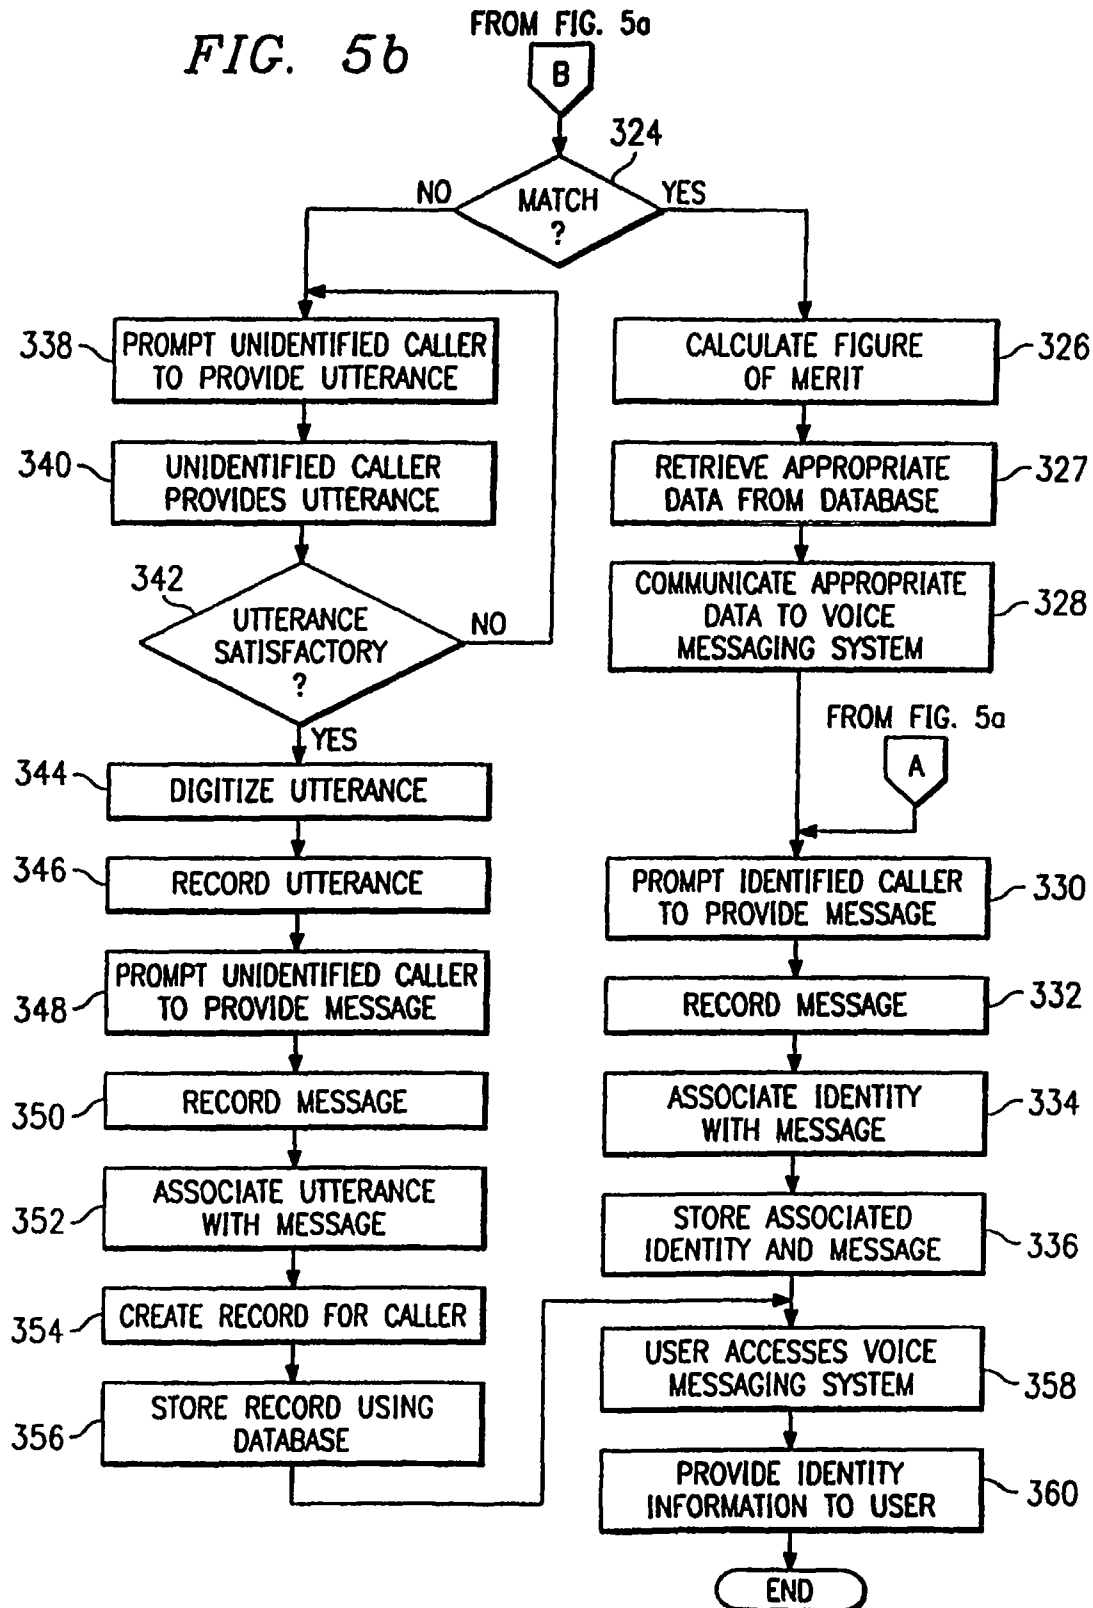 FIG. 5b
FROM FIG. 5a
B
324
MATCH
?
NO
YES
338
PROMPT UNIDENTIFIED CALLER
TO PROVIDE UTTERANCE
340
UNIDENTIFIED CALLER
PROVIDES UTTERANCE
342
UTTERANCE
SATISFACTORY
?
NO
YES
344
DIGITIZE UTTERANCE
346
RECORD UTTERANCE
348
PROMPT UNIDENTIFIED CALLER
TO PROVIDE MESSAGE
350
RECORD MESSAGE
352
ASSOCIATE UTTERANCE
WITH MESSAGE
354
CREATE RECORD FOR CALLER
356
STORE RECORD USING
DATABASE
CALCULATE FIGURE
OF MERIT
326
RETRIEVE APPROPRIATE
DATA FROM DATABASE
327
COMMUNICATE APPROPRIATE
DATA TO VOICE
MESSAGING SYSTEM
328
FROM FIG. 5a
A
PROMPT IDENTIFIED CALLER
TO PROVIDE MESSAGE
330
RECORD MESSAGE
332
ASSOCIATE IDENTITY
WITH MESSAGE
334
STORE ASSOCIATED
IDENTITY AND MESSAGE
336
USER ACCESSES VOICE
MESSAGING SYSTEM
358
PROVIDE IDENTITY
INFORMATION TO USER
360
END